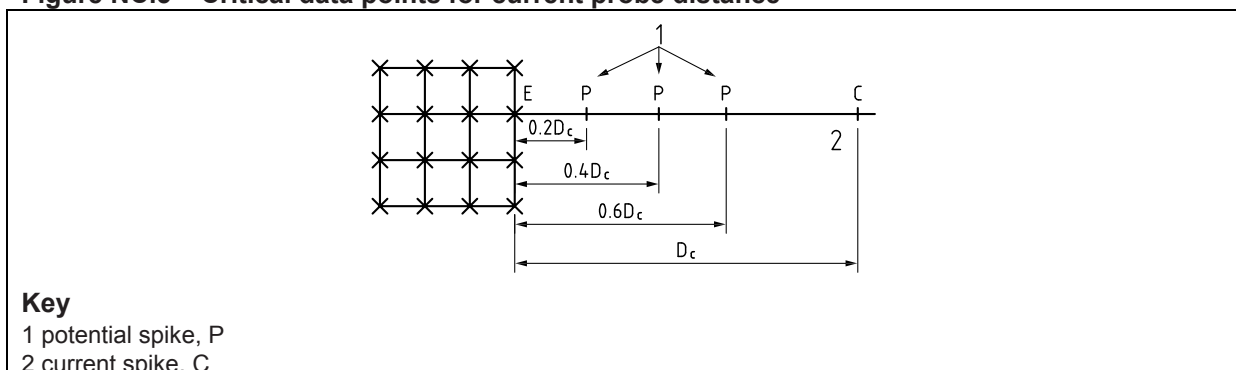 Figure NC.3 – Critical data points for current probe distance
1
E P P P C
0.2Dc
2
0.4Dc
0.6Dc
Dc
Key
1 potential spike, P
2 current spike, C